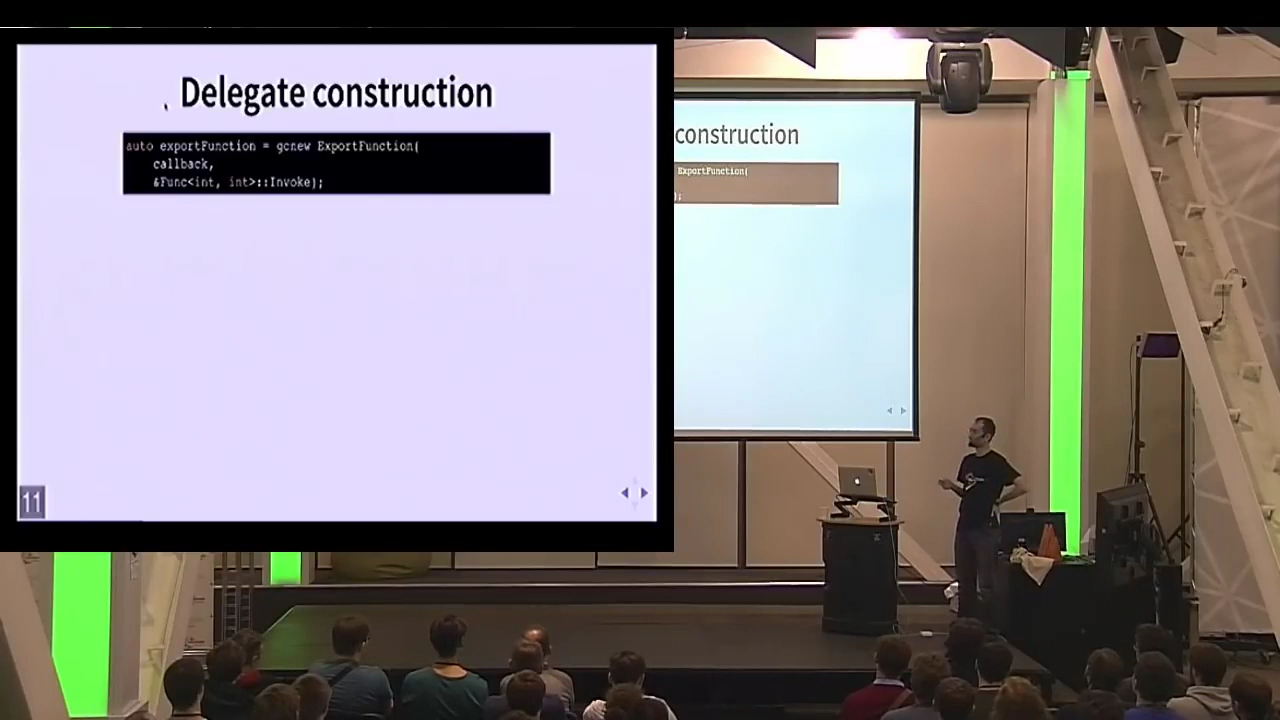 Delegate construction
auto exportFunction = gcnew ExportFunction(
callback,
&Func<int, int>::Invoke);
11
construction
ExportFunction(
);